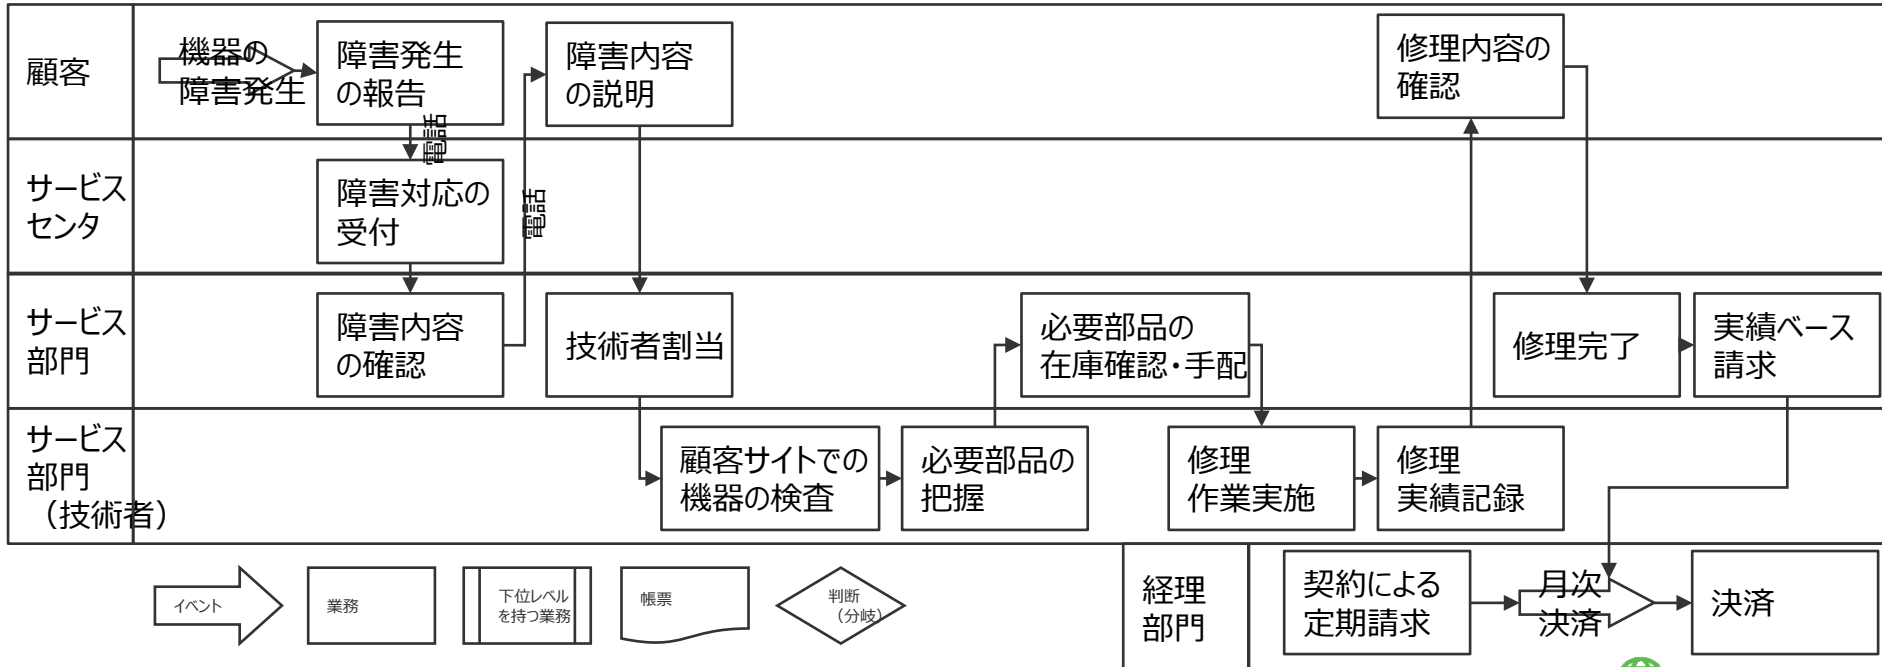 顧客
機器の
障害発生
障害発生
の報告
障害内容
の説明
修理内容の
確認
電話
サービス
センタ
障害対応の
受付
電話
サービス
部門
障害内容
の確認
技術者割当
必要部品の
在庫確認・手配
修理完了
実績ベース
請求
サービス
部門
（技術者）
顧客サイトでの
機器の検査
必要部品の
把握
修理
作業実施
修理
実績記録
イベント
業務
下位レベル
を持つ業務
帳票
判断
（分岐）
経理
部門
契約による
定期請求
月次
決済
決済